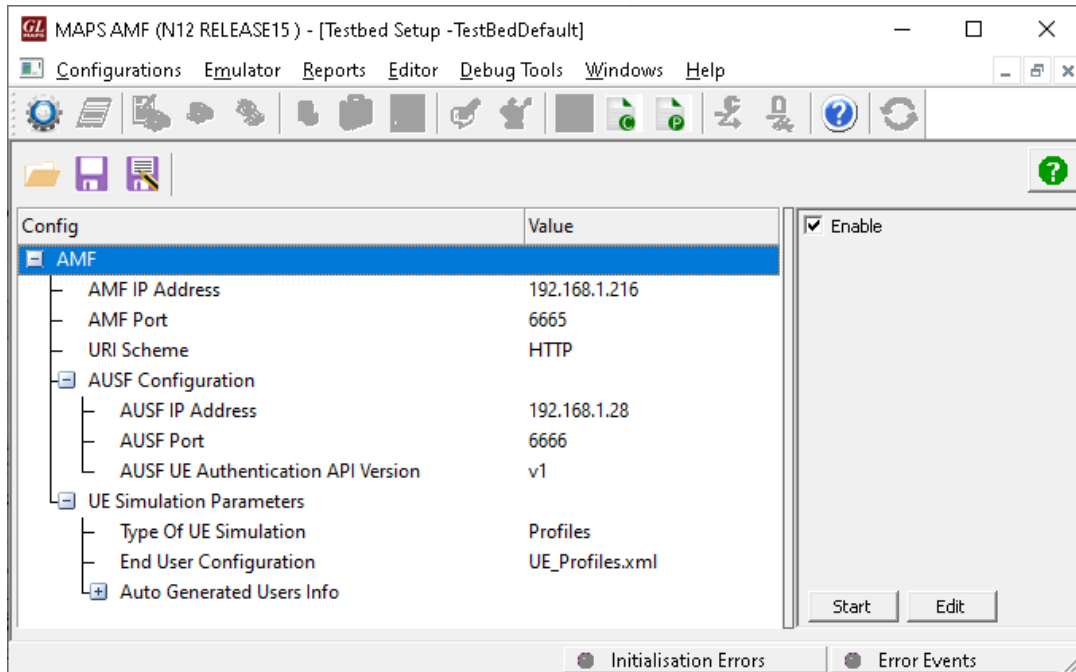 GL MAPS MAPS AMF (N12 RELEASE15 ) - [Testbed Setup -TestBedDefault]
Configurations Emulator Reports Editor Debug Tools Windows Help
C P ?
?
Config Value
Enable
AMF
AMF IP Address 192.168.1.216
AMF Port 6665
URI Scheme HTTP
AUSF Configuration
AUSF IP Address 192.168.1.28
AUSF Port 6666
AUSF UE Authentication API Version v1
UE Simulation Parameters
Type Of UE Simulation Profiles
End User Configuration UE_Profiles.xml
Auto Generated Users Info
Start Edit
Initialisation Errors Error Events